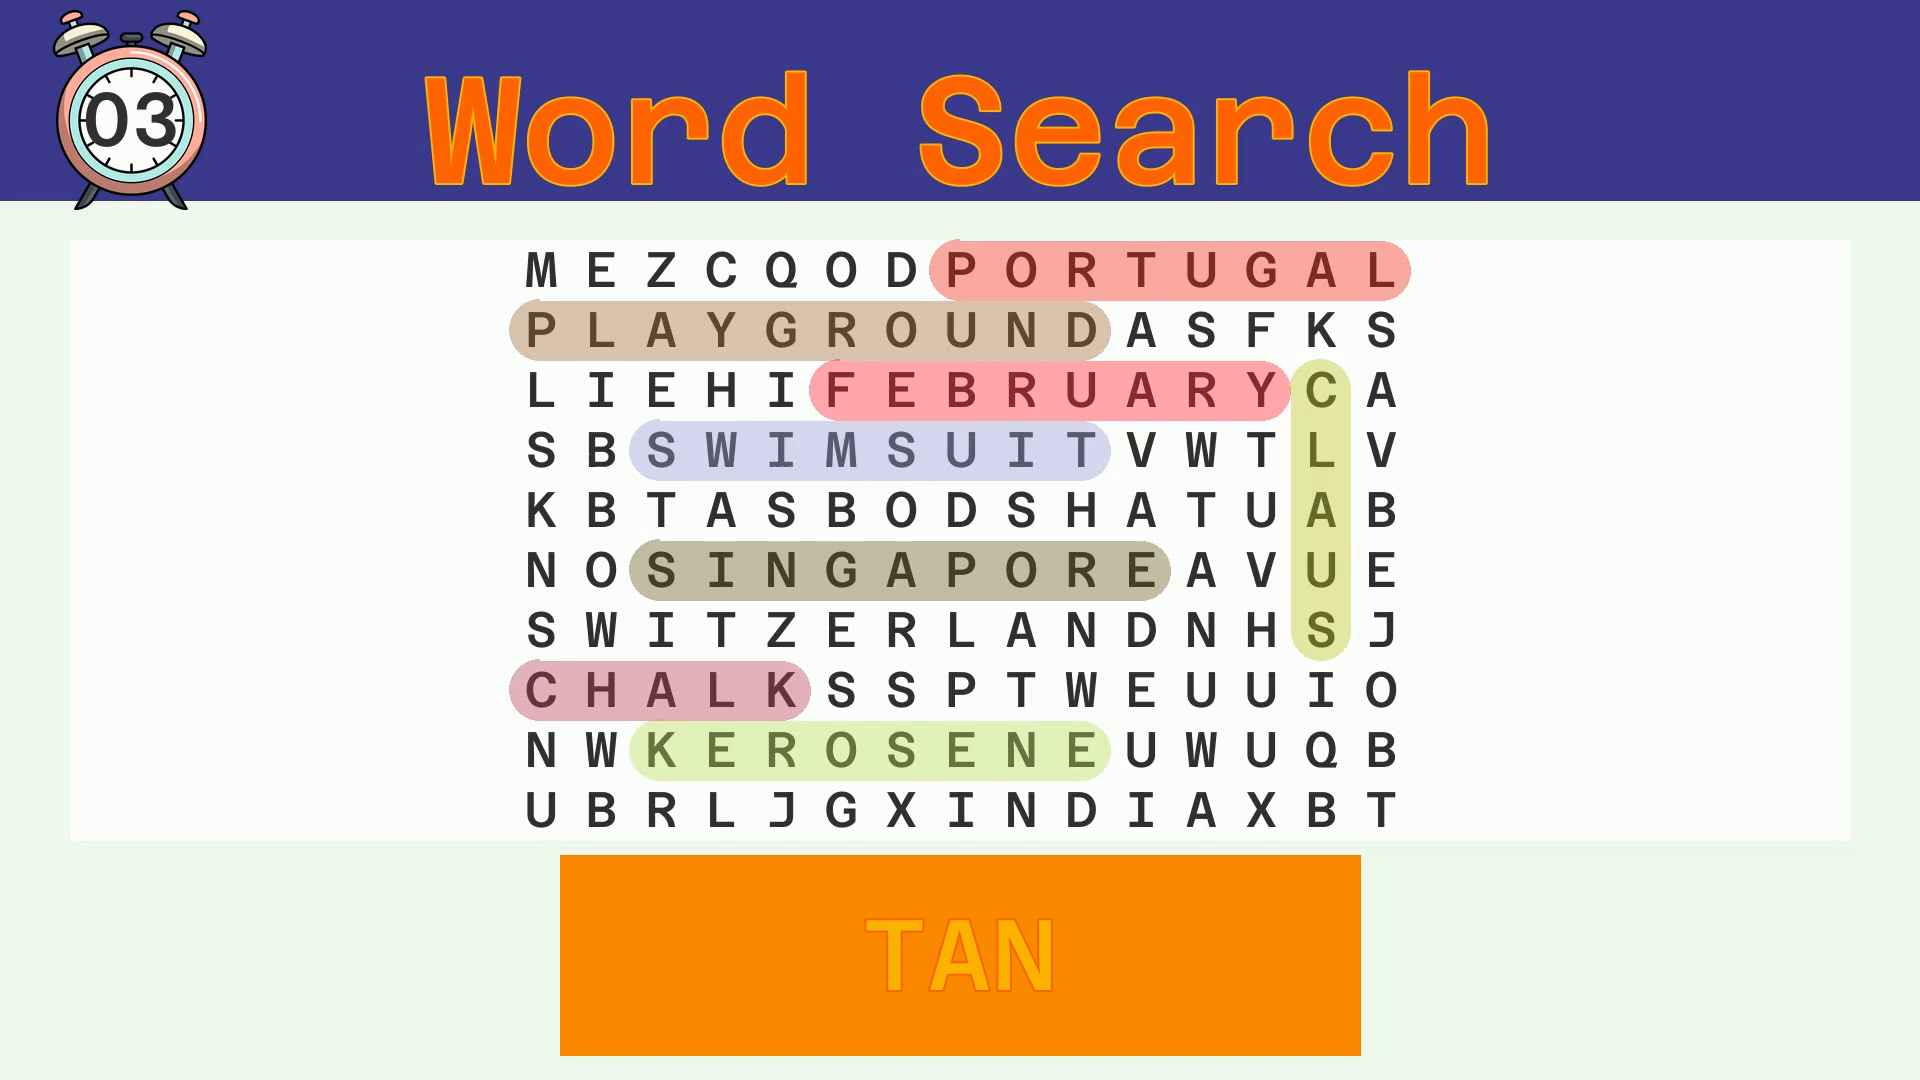 03
Word Search
M E Z C Q O D P O R T U G A L
P L A Y G R O U N D A S F K S
L I E H I F E B R U A R Y C A
S B S W I M S U I T V W T L V
K B T A S B O D S H A T U A B
N O S I N G A P O R E A V U E
S W I T Z E R L A N D N H S J
C H A L K S S P T W E U U I O
N W K E R O S E N E U W U Q B
U B R L J G X I N D I A X B T
TAN